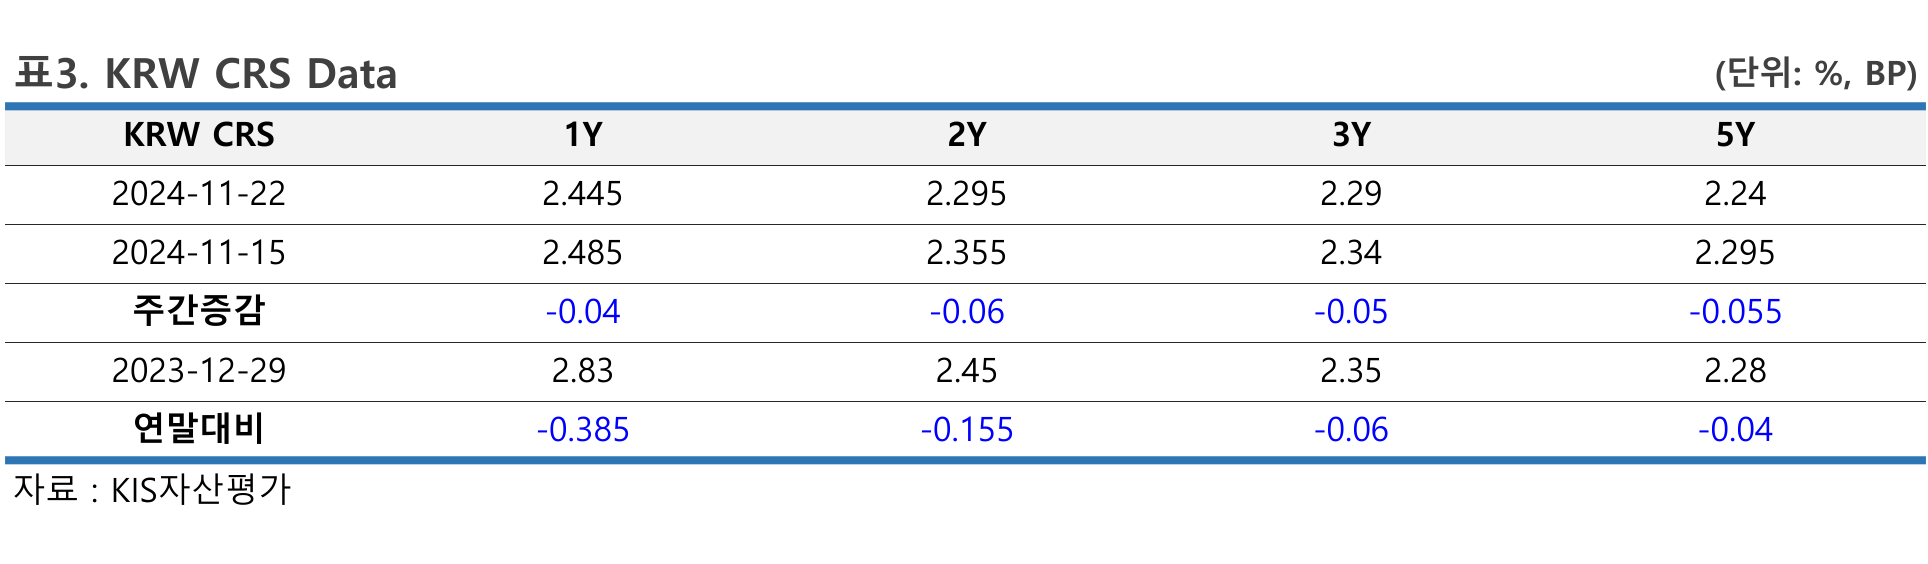 표3. KRW CRS Data (단위: %, BP)
KRW CRS 1Y 2Y 3Y 5Y
2024-11-22 2.445 2.295 2.29 2.24
2024-11-15 2.485 2.355 2.34 2.295
주간증감 -0.04 -0.06 -0.05 -0.055
2023-12-29 2.83 2.45 2.35 2.28
연말대비 -0.385 -0.155 -0.06 -0.04
자료 : KIS자산평가